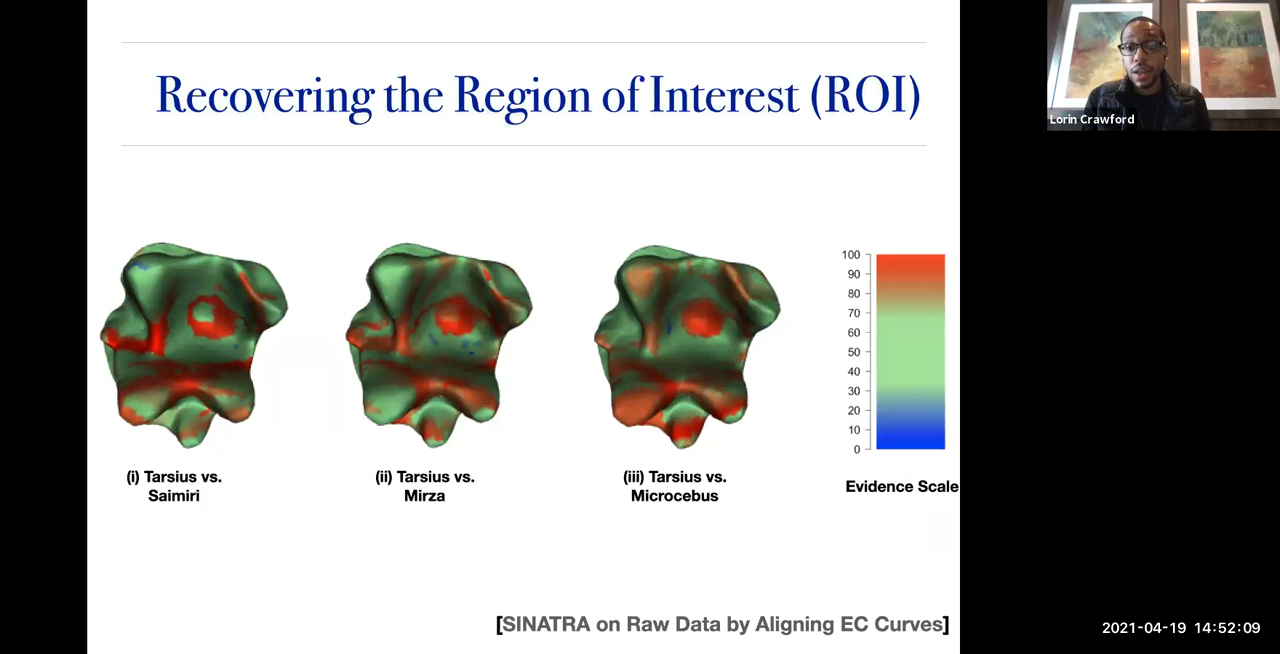 Recovering the Region of Interest (ROI)
Lorin Crawford
100
90
80
70
60
50
40
30
20
10
0
(i) Tarsius vs.
Saimiri
(ii) Tarsius vs.
Mirza
(iii) Tarsius vs.
Microcebus
Evidence Scale
[SINATRA on Raw Data by Aligning EC Curves]
2021-04-19 14:52:09